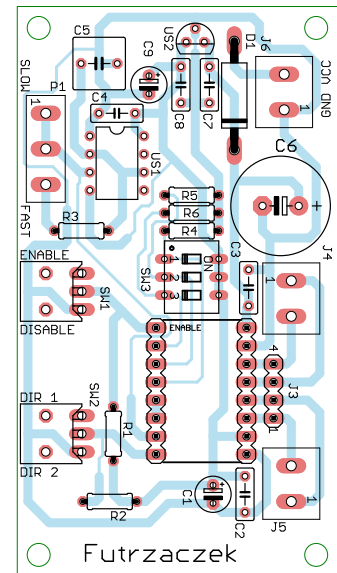 C5
C9
US2
D1
J6
SLOW
P1
1
C4
C8
C7
1
GND
VCC
US1
C6
+
FAST
R3
R5
R6
R4
ENABLE
SW1
DISABLE
SW3
1
2
3
ON
C3
J4
ENABLE
4
J3
1
DIR 1
SW2
DIR 2
R1
R2
C1
+
C2
1
J5
Futrzaczek